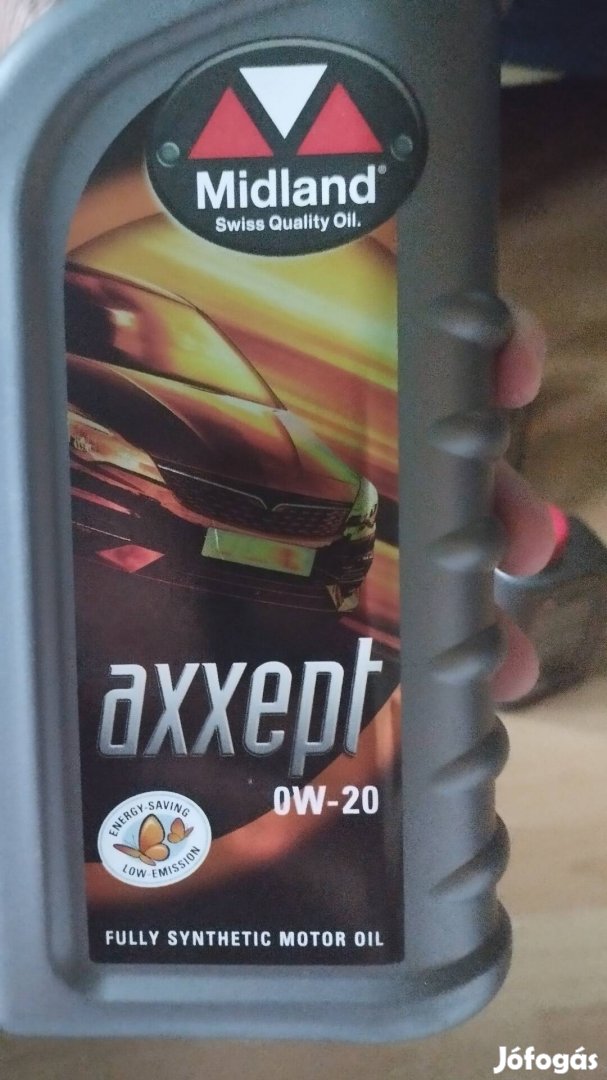 Midland®
Swiss Quality Oil.
axxept
0W-20
ENERGY-SAVING
LOW-EMISSION
FULLY SYNTHETIC MOTOR OIL
Jófogás